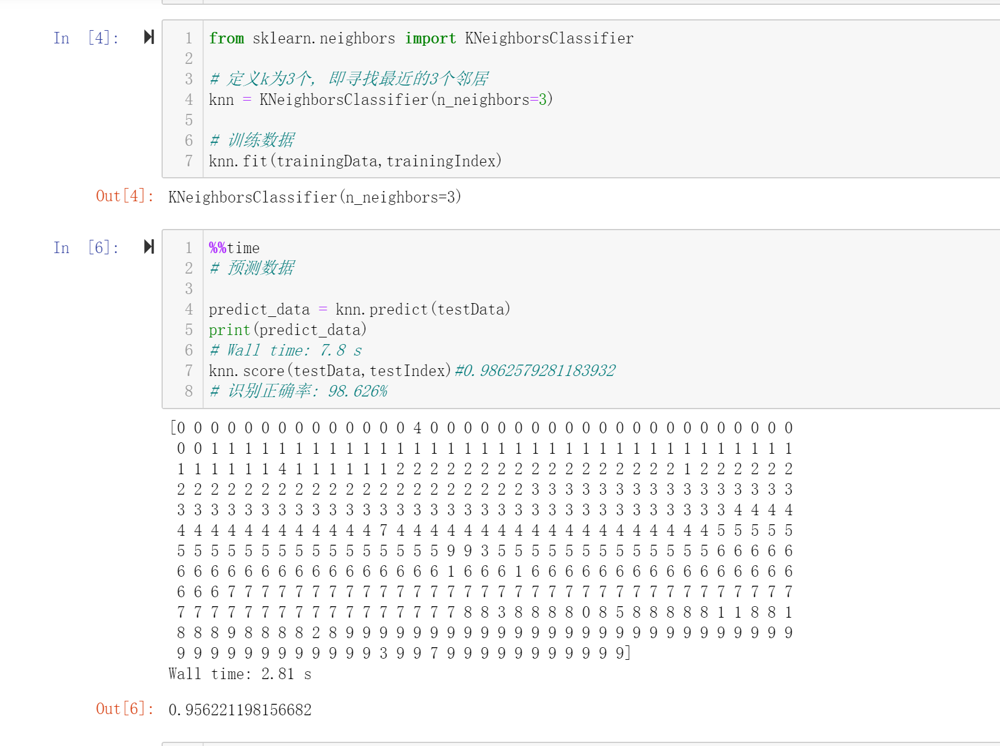 In [4]:
1 from sklearn.neighbors import KNeighborsClassifier
2
3 # 定义k为3个, 即寻找最近的3个邻居
4 knn = KNeighborsClassifier(n_neighbors=3)
5
6 # 训练数据
7 knn.fit(trainingData,trainingIndex)
Out[4]: KNeighborsClassifier(n_neighbors=3)
In [6]:
1 %%time
2 # 预测数据
3
4 predict_data = knn.predict(testData)
5 print(predict_data)
6 # Wall time: 7.8 s
7 knn.score(testData,testIndex)#0.9862579281183932
8 # 识别正确率: 98.626%
[0 0 0 0 0 0 0 0 0 0 0 0 0 0 4 0 0 0 0 0 0 0 0 0 0 0 0 0 0 0 0 0 0 0 0 0 0
0 0 1 1 1 1 1 1 1 1 1 1 1 1 1 1 1 1 1 1 1 1 1 1 1 1 1 1 1 1 1 1 1 1 1 1 1
1 1 1 1 1 1 4 1 1 1 1 1 1 2 2 2 2 2 2 2 2 2 2 2 2 2 2 2 2 2 1 2 2 2 2 2 2
2 2 2 2 2 2 2 2 2 2 2 2 2 2 2 2 2 2 2 2 2 3 3 3 3 3 3 3 3 3 3 3 3 3 3 3 3
3 3 3 3 3 3 3 3 3 3 3 3 3 3 3 3 3 3 3 3 3 3 3 3 3 3 3 3 3 3 3 3 3 4 4 4 4
4 4 4 4 4 4 4 4 4 4 4 4 7 4 4 4 4 4 4 4 4 4 4 4 4 4 4 4 4 4 4 4 5 5 5 5 5
5 5 5 5 5 5 5 5 5 5 5 5 5 5 5 5 9 9 3 5 5 5 5 5 5 5 5 5 5 5 5 5 6 6 6 6 6
6 6 6 6 6 6 6 6 6 6 6 6 6 6 6 6 1 6 6 6 1 6 6 6 6 6 6 6 6 6 6 6 6 6 6 6 6
6 6 6 7 7 7 7 7 7 7 7 7 7 7 7 7 7 7 7 7 7 7 7 7 7 7 7 7 7 7 7 7 7 7 7 7 7
7 7 7 7 7 7 7 7 7 7 7 7 7 7 7 7 7 8 8 3 8 8 8 8 0 8 5 8 8 8 8 8 1 1 8 8 1
8 8 8 9 8 8 8 8 2 8 9 9 9 9 9 9 9 9 9 9 9 9 9 9 9 9 9 9 9 9 9 9 9 9 9 9 9
9 9 9 9 9 9 9 9 9 9 9 9 3 9 9 7 9 9 9 9 9 9 9 9 9 9 9]
Wall time: 2.81 s
Out[6]: 0.956221198156682